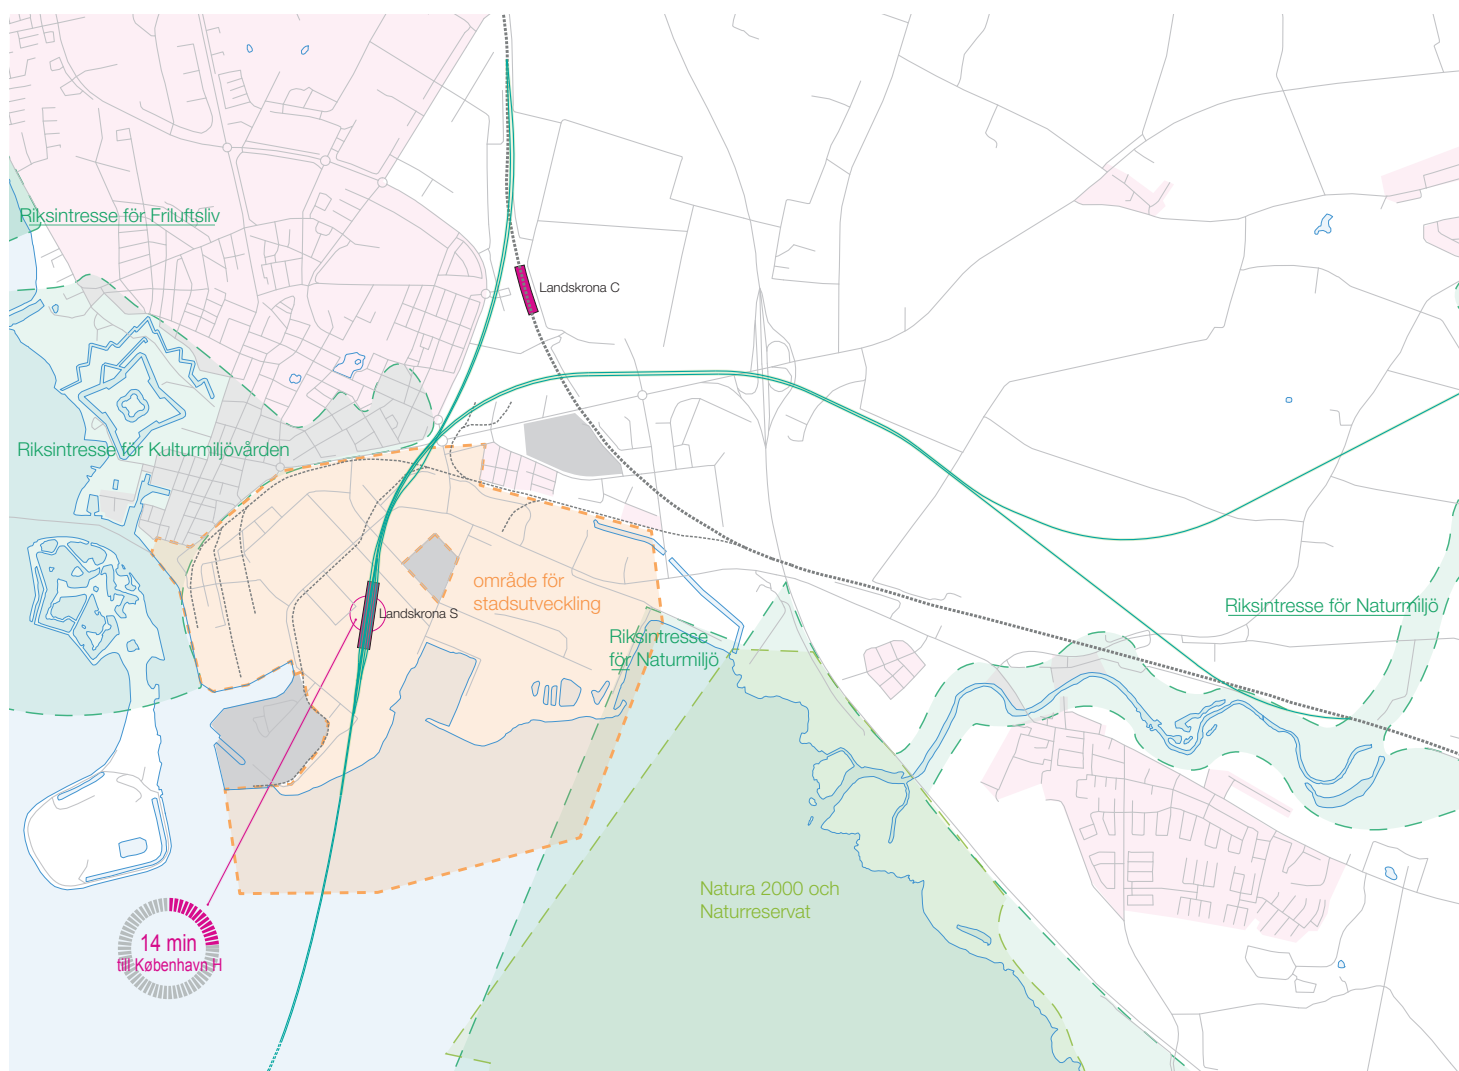 Riksintresse för Friluftsliv
Landskrona C
Riksintresse för Kulturmiljövården
område för
stadsutveckling
Landskrona S
Riksintresse för Naturmiljö
Riksintresse
för Naturmiljö
Natura 2000 och
Naturreservat
14 min
till København H